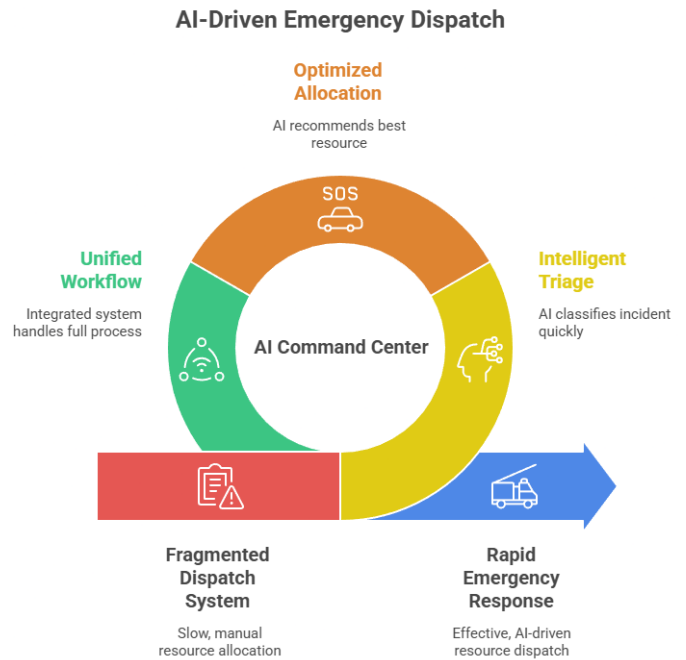 AI-Driven Emergency Dispatch
Optimized
Allocation
AI recommends best
resource
SOS
Unified
Workflow
Integrated system
handles full process
Intelligent
Triage
AI classifies incident
quickly
AI Command Center
Fragmented
Dispatch
System
Slow, manual
resource allocation
Rapid
Emergency
Response
Effective, AI-driven
resource dispatch